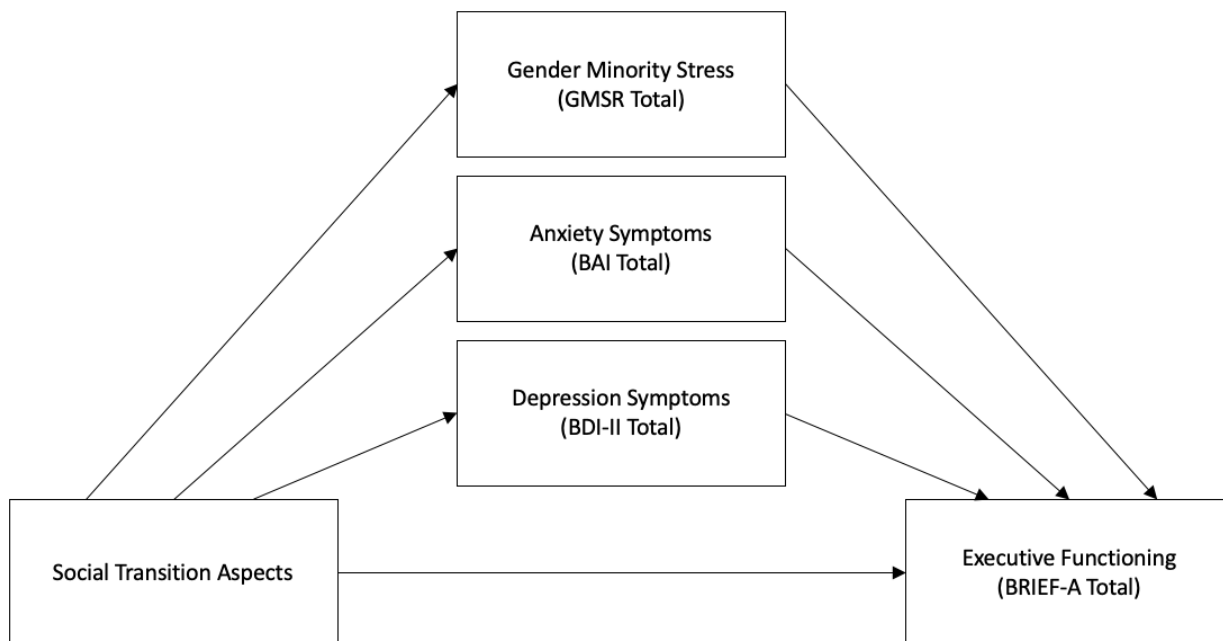 Gender Minority Stress
(GMSR Total)
Anxiety Symptoms
(BAI Total)
Depression Symptoms
(BDI-II Total)
Social Transition Aspects
Executive Functioning
(BRIEF-A Total)